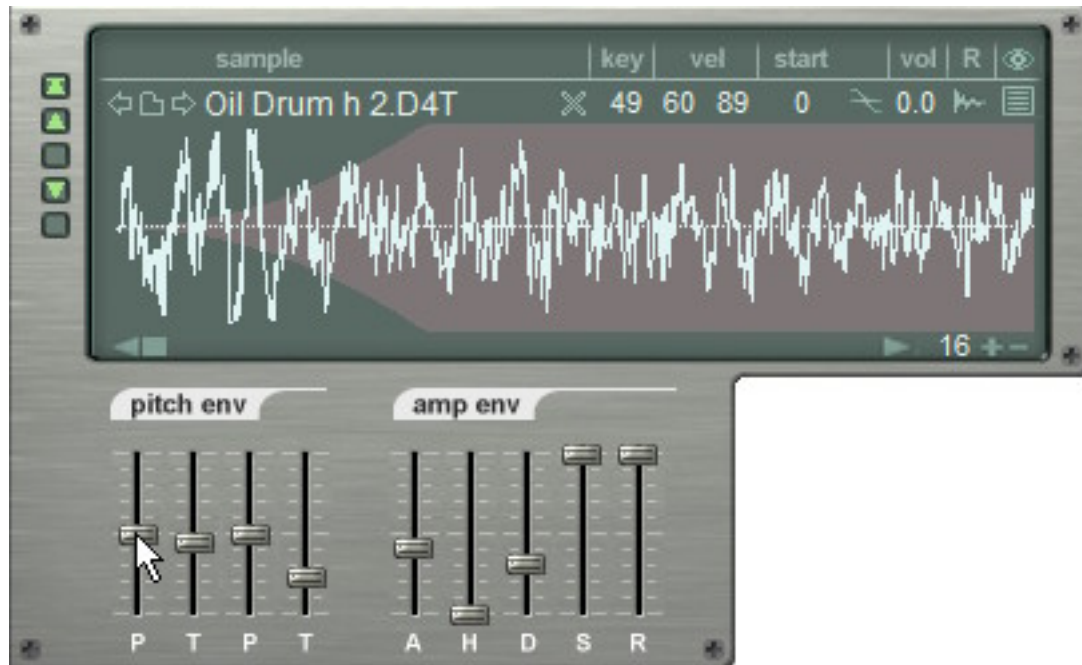 sample key vel start vol R
Oil Drum h 2.D4T 49 60 89 0 0.0
16
pitch env amp env
P T P T A H D S R